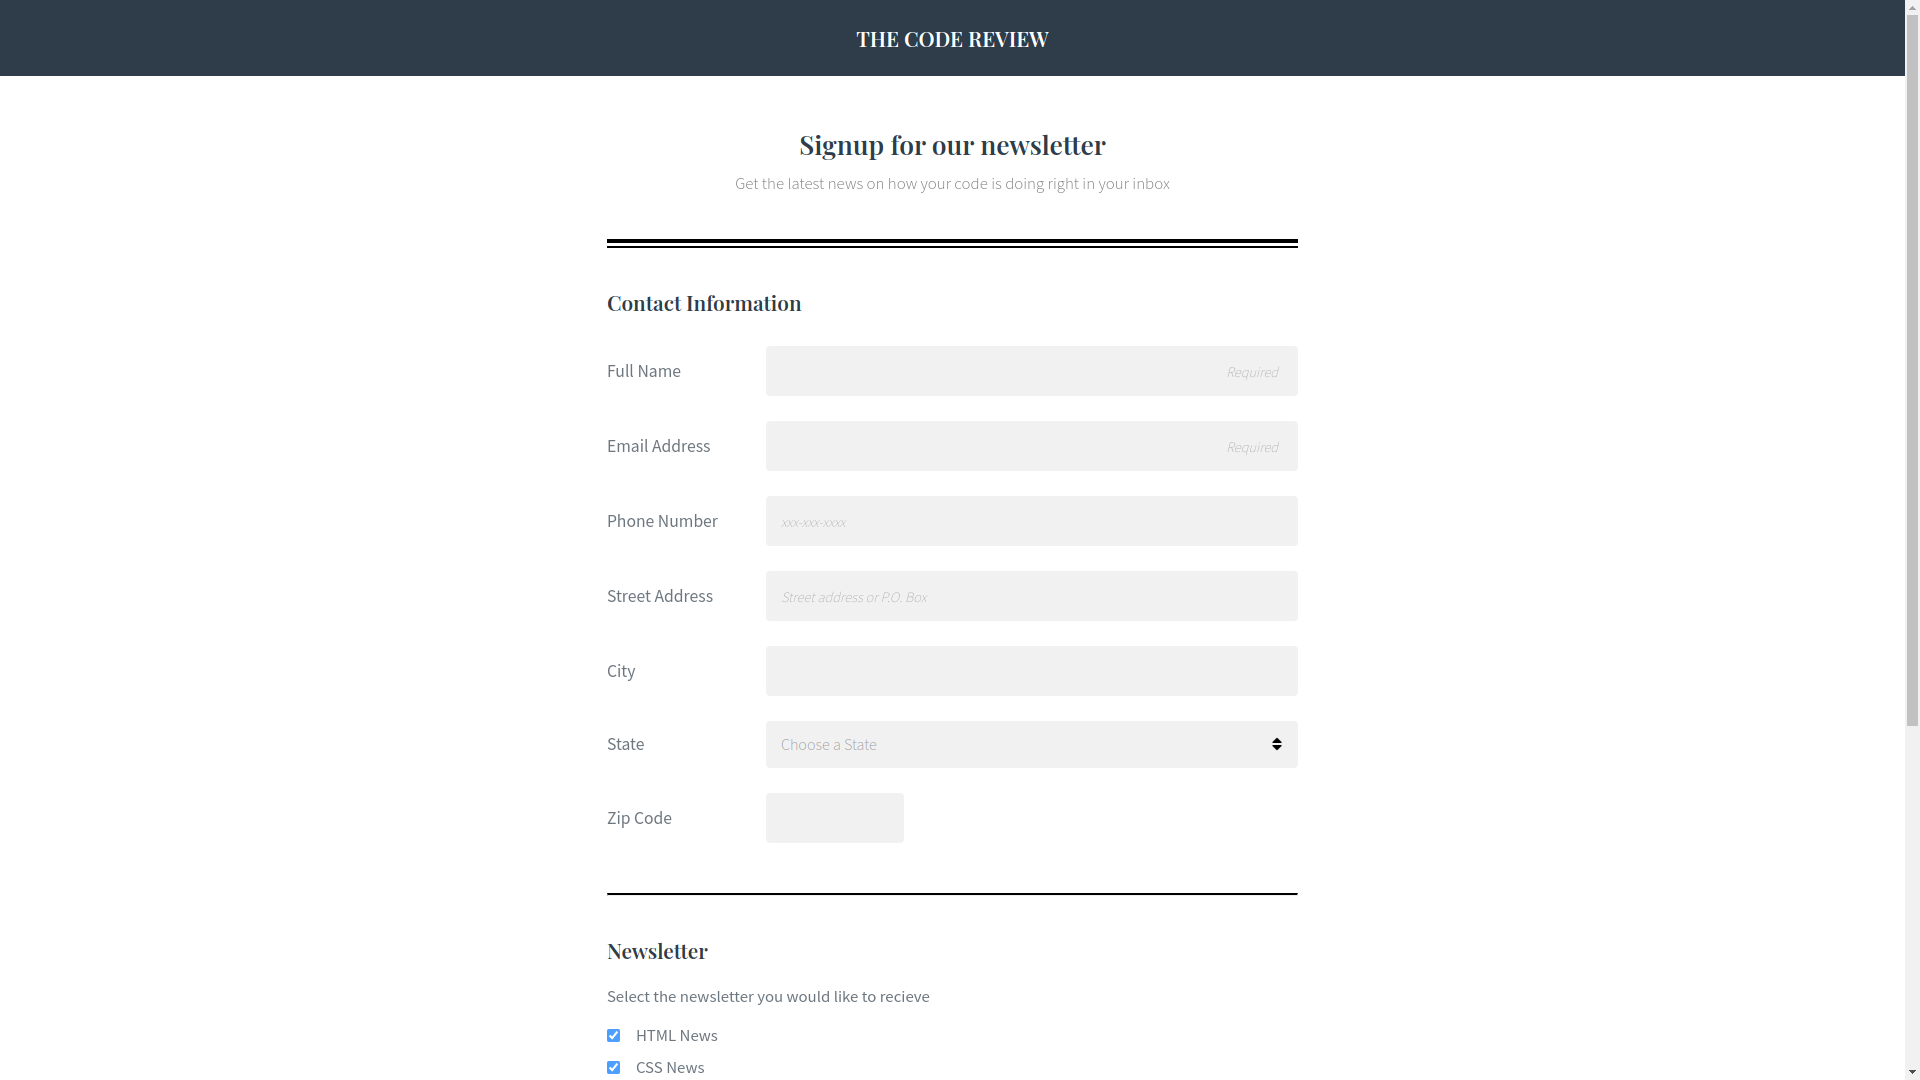 THE CODE REVIEW
Signup for our newsletter
Get the latest news on how your code is doing right in your inbox
Contact Information
Full Name
Required
Email Address
Required
Phone Number
xxx-xxx-xxxx
Street Address
Street address or P.O. Box
City
State
Choose a State
Zip Code
Newsletter
Select the newsletter you would like to recieve
HTML News
CSS News